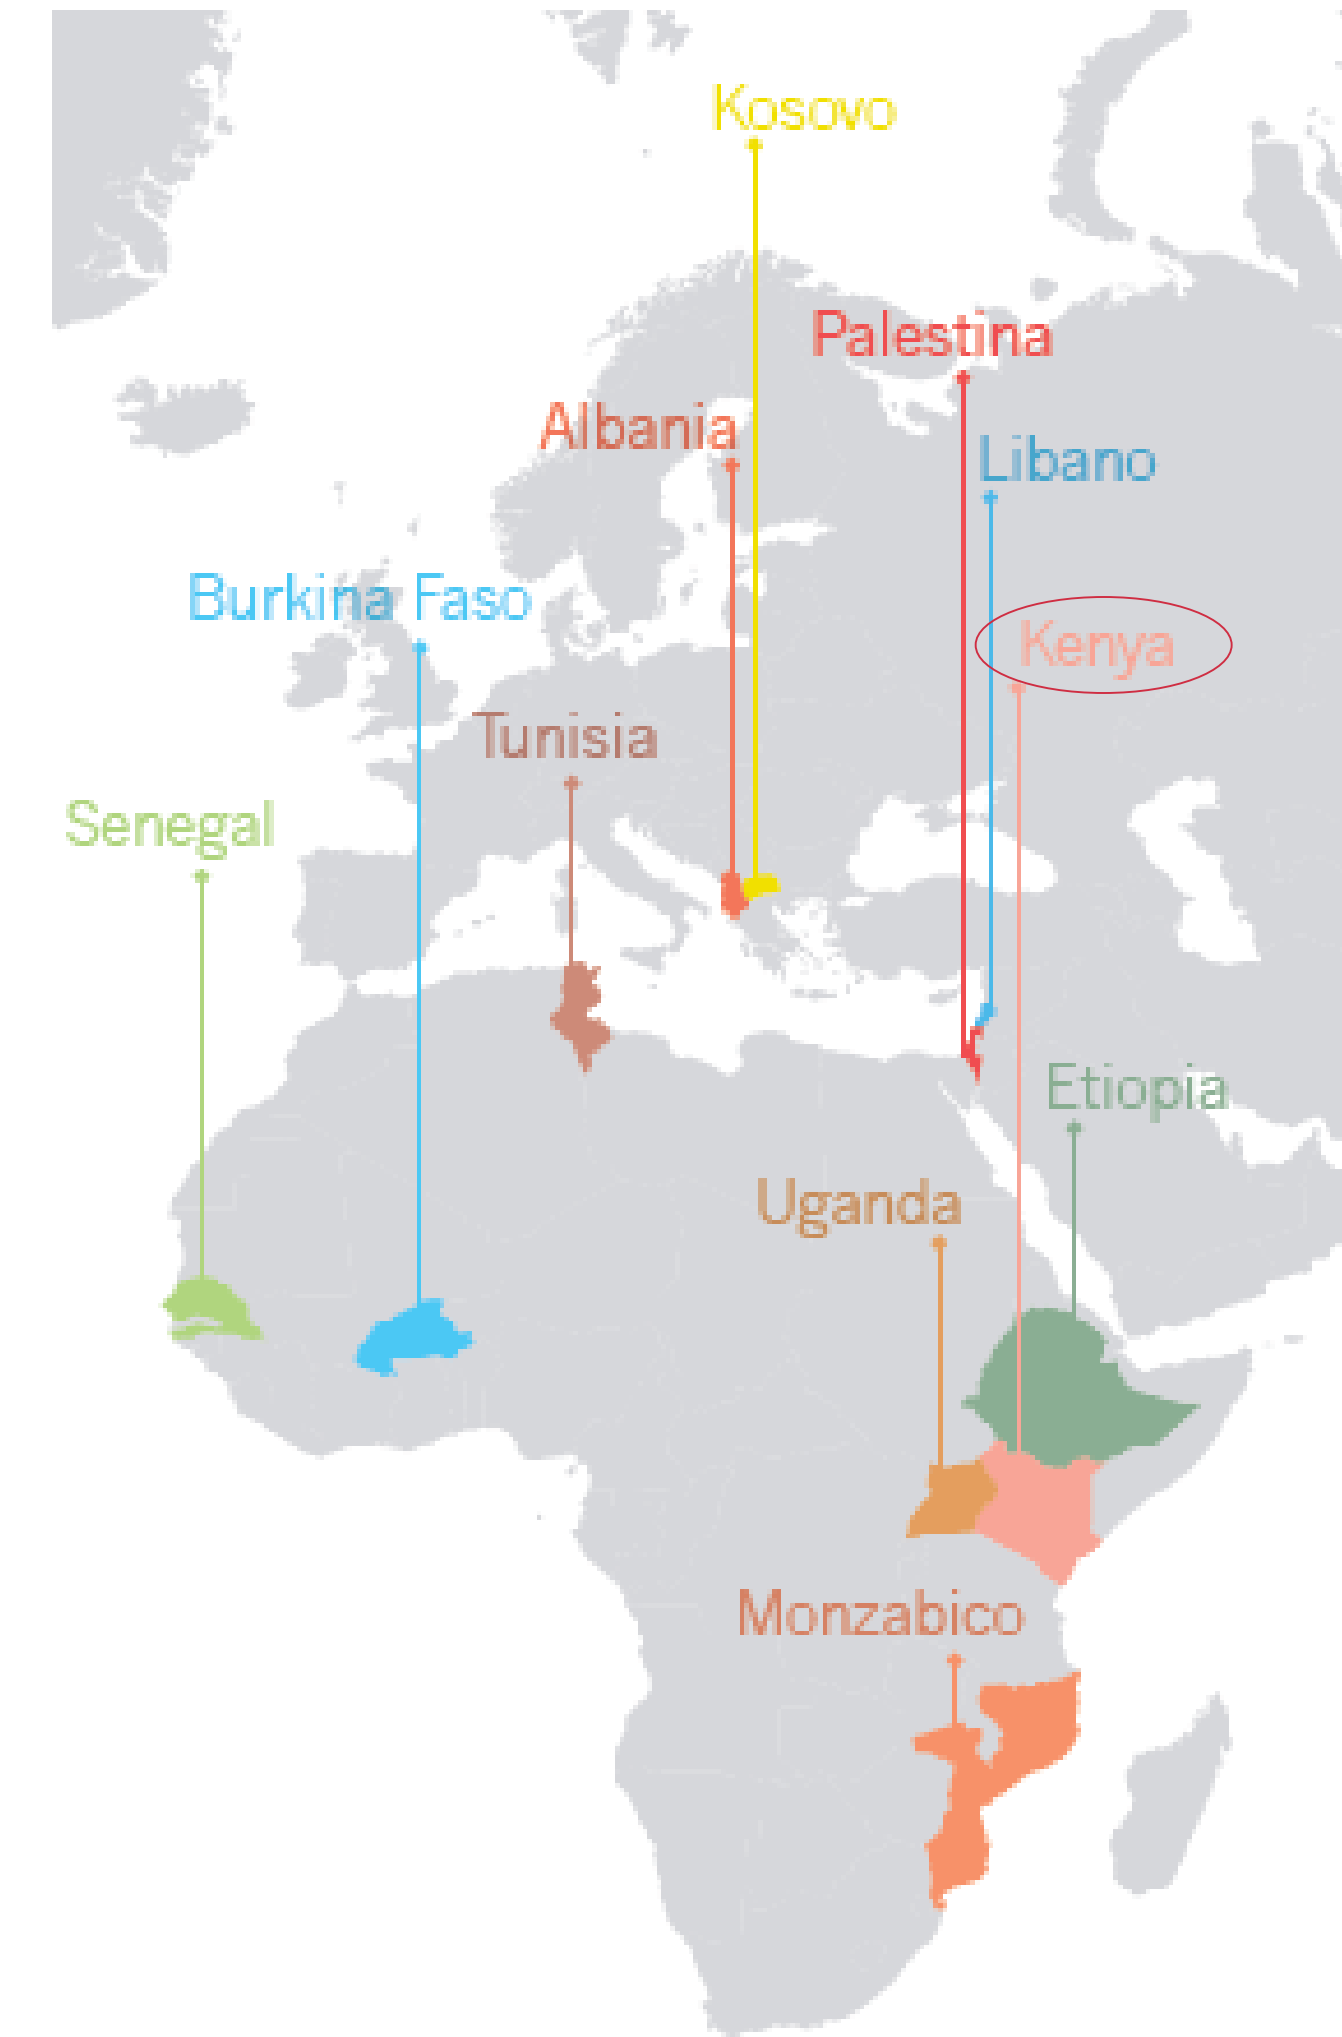 Kosovo
Palestina
Albania
Libano
Burkina Faso
Kenya
Tunisia
Senegal
Etiopia
Uganda
Monzabico